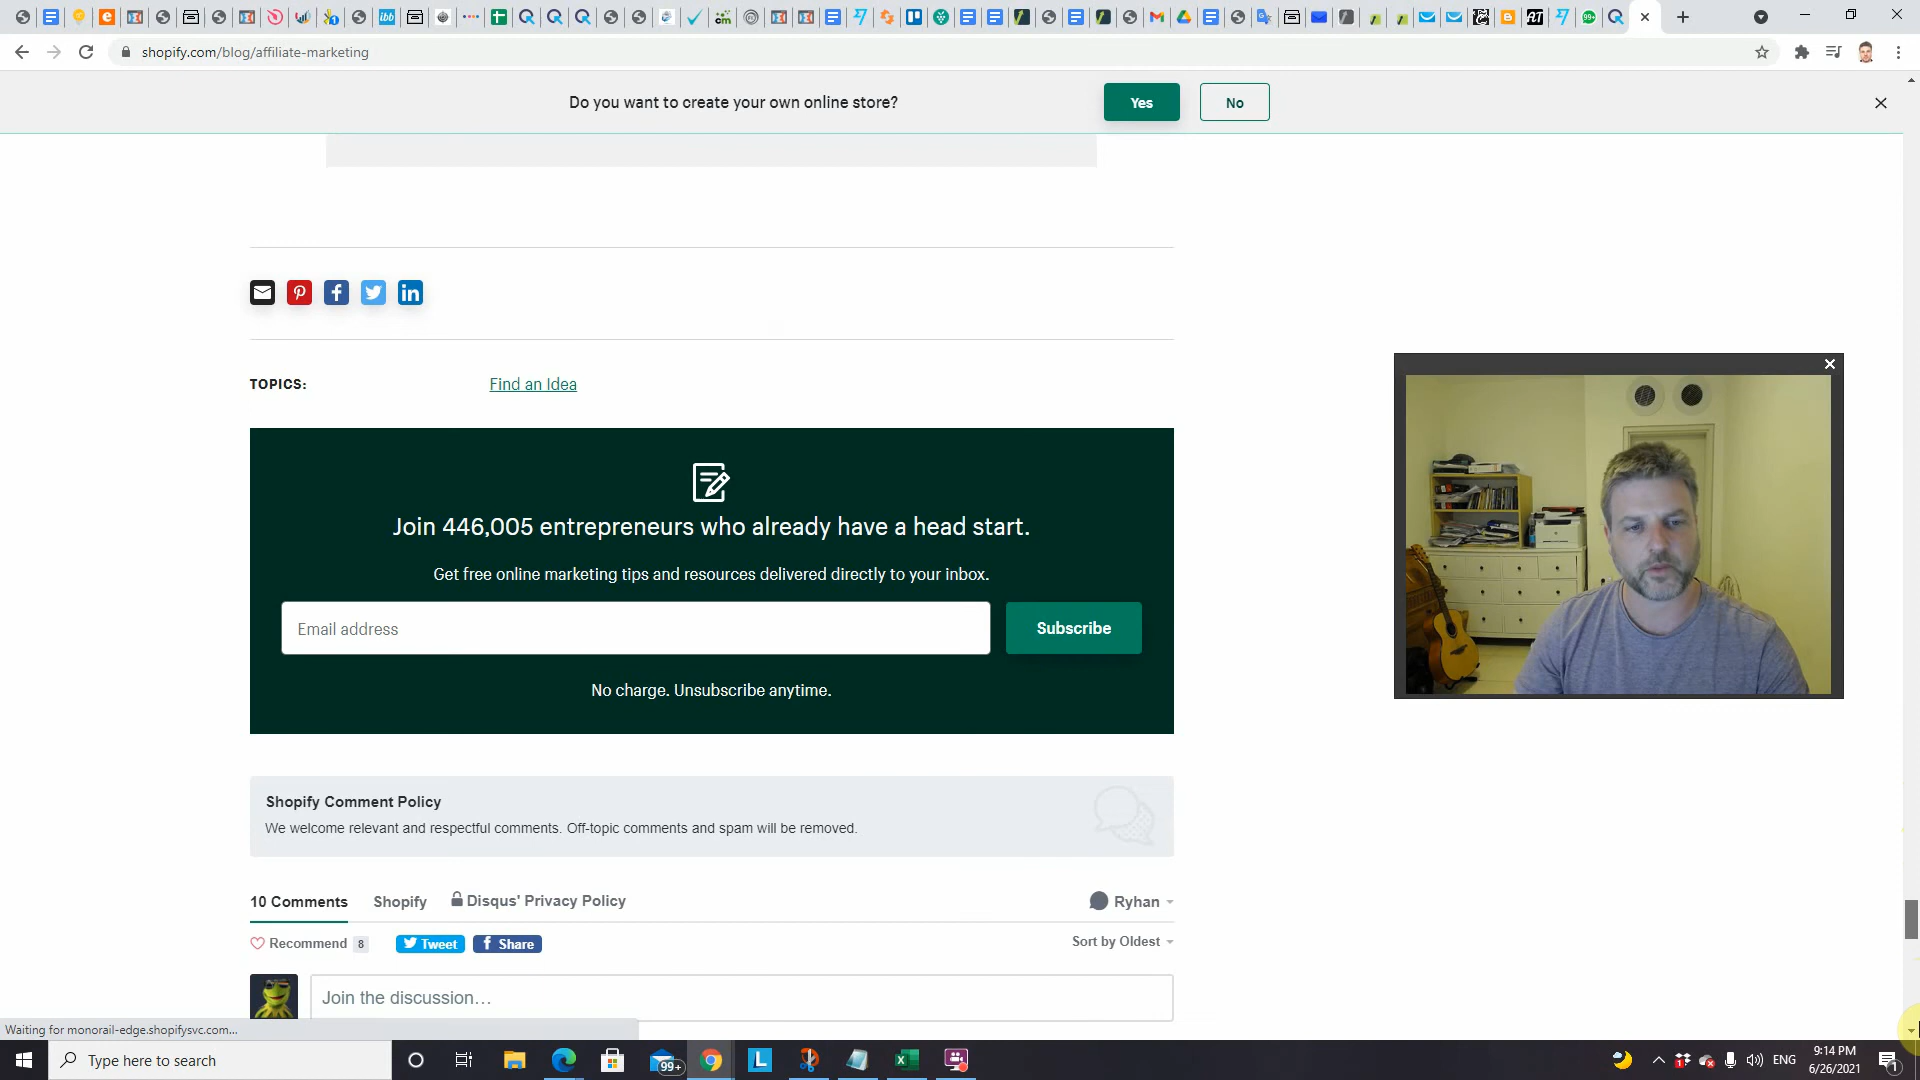 shopify.com/blog/affiliate-marketing
Do you want to create your own online store?
Yes
No
TOPICS:
Find an Idea
Join 446,005 entrepreneurs who already have a head start.
Get free online marketing tips and resources delivered directly to your inbox.
Email address
Subscribe
No charge. Unsubscribe anytime.
Shopify Comment Policy
We welcome relevant and respectful comments. Off-topic comments and spam will be removed.
10 Comments
Shopify
Disqus' Privacy Policy
Ryhan
Recommend 8
Tweet
Share
Sort by Oldest
Join the discussion…
Waiting for monorail-edge.shopifysvc.com...
Type here to search
99+
ENG
9:14 PM
6/26/2021
1